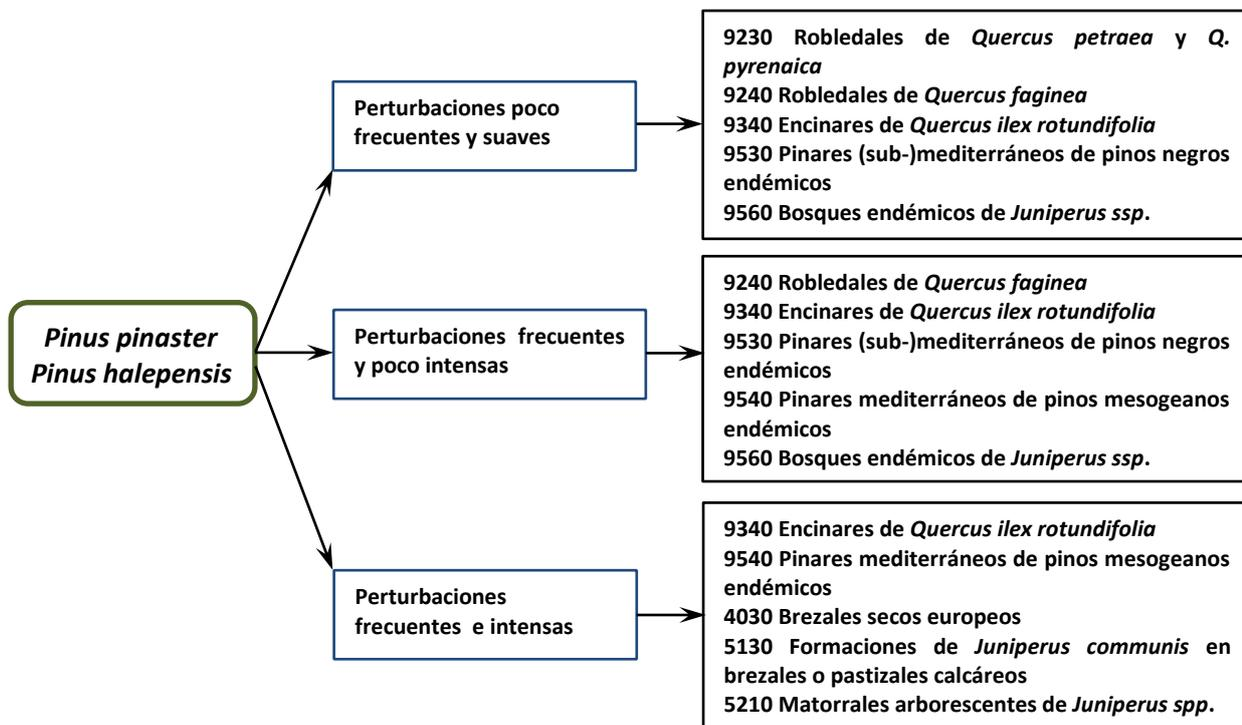 Pinus pinaster
Pinus halepensis
Perturbaciones poco
frecuentes y suaves
9230 Robledales de Quercus petraea y Q.
pyrenaica
9240 Robledales de Quercus faginea
9340 Encinares de Quercus ilex rotundifolia
9530 Pinares (sub-)mediterráneos de pinos negros
endémicos
9560 Bosques endémicos de Juniperus ssp.
Perturbaciones frecuentes
y poco intensas
9240 Robledales de Quercus faginea
9340 Encinares de Quercus ilex rotundifolia
9530 Pinares (sub-)mediterráneos de pinos negros
endémicos
9540 Pinares mediterráneos de pinos mesogeanos
endémicos
9560 Bosques endémicos de Juniperus ssp.
Perturbaciones
frecuentes e intensas
9340 Encinares de Quercus ilex rotundifolia
9540 Pinares mediterráneos de pinos mesogeanos
endémicos
4030 Brezales secos europeos
5130 Formaciones de Juniperus communis en
brezales o pastizales calcáreos
5210 Matorrales arborescentes de Juniperus spp.